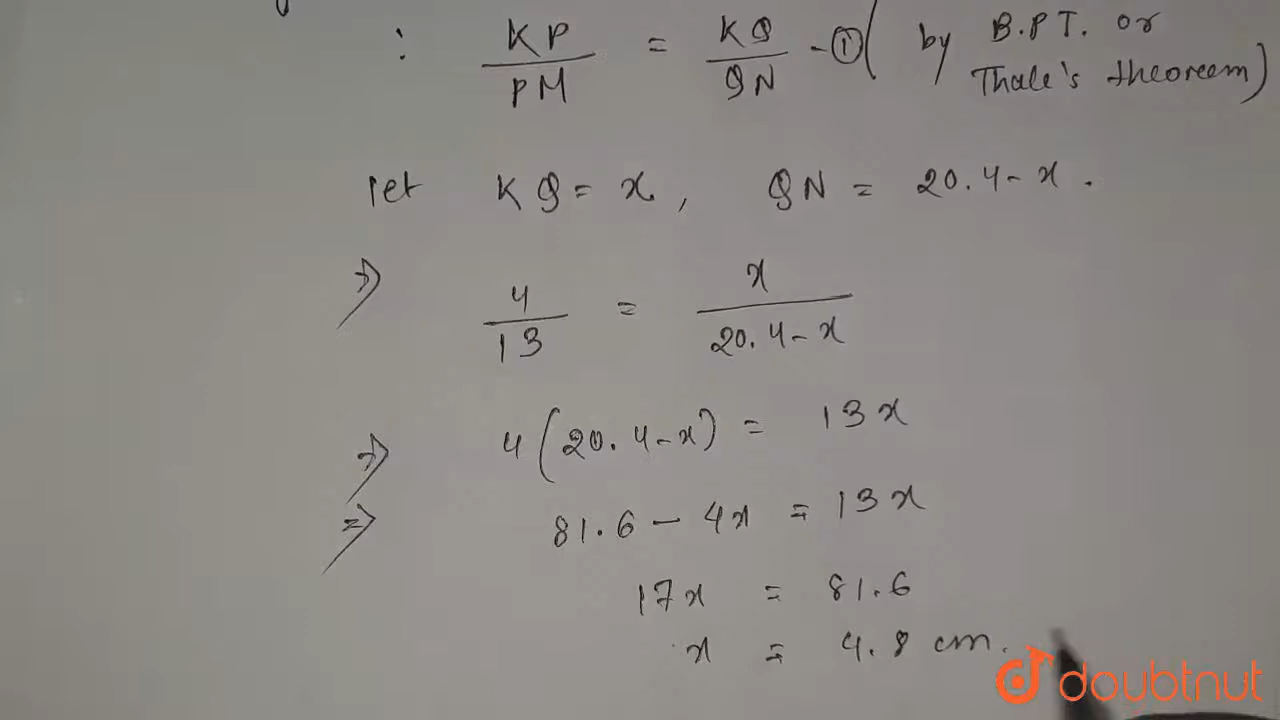 : KP/PM = KQ/QN - ① ( by B.P.T. or Thale's theoreem)
let KQ = x, QN = 20.4 - x.
⇒ 4/13 = x/20.4-x
⇒ 4(20.4-x) = 13x
⇒ 81.6 - 4x = 13x
17x = 81.6
x = 4.8 cm.
doubtnut